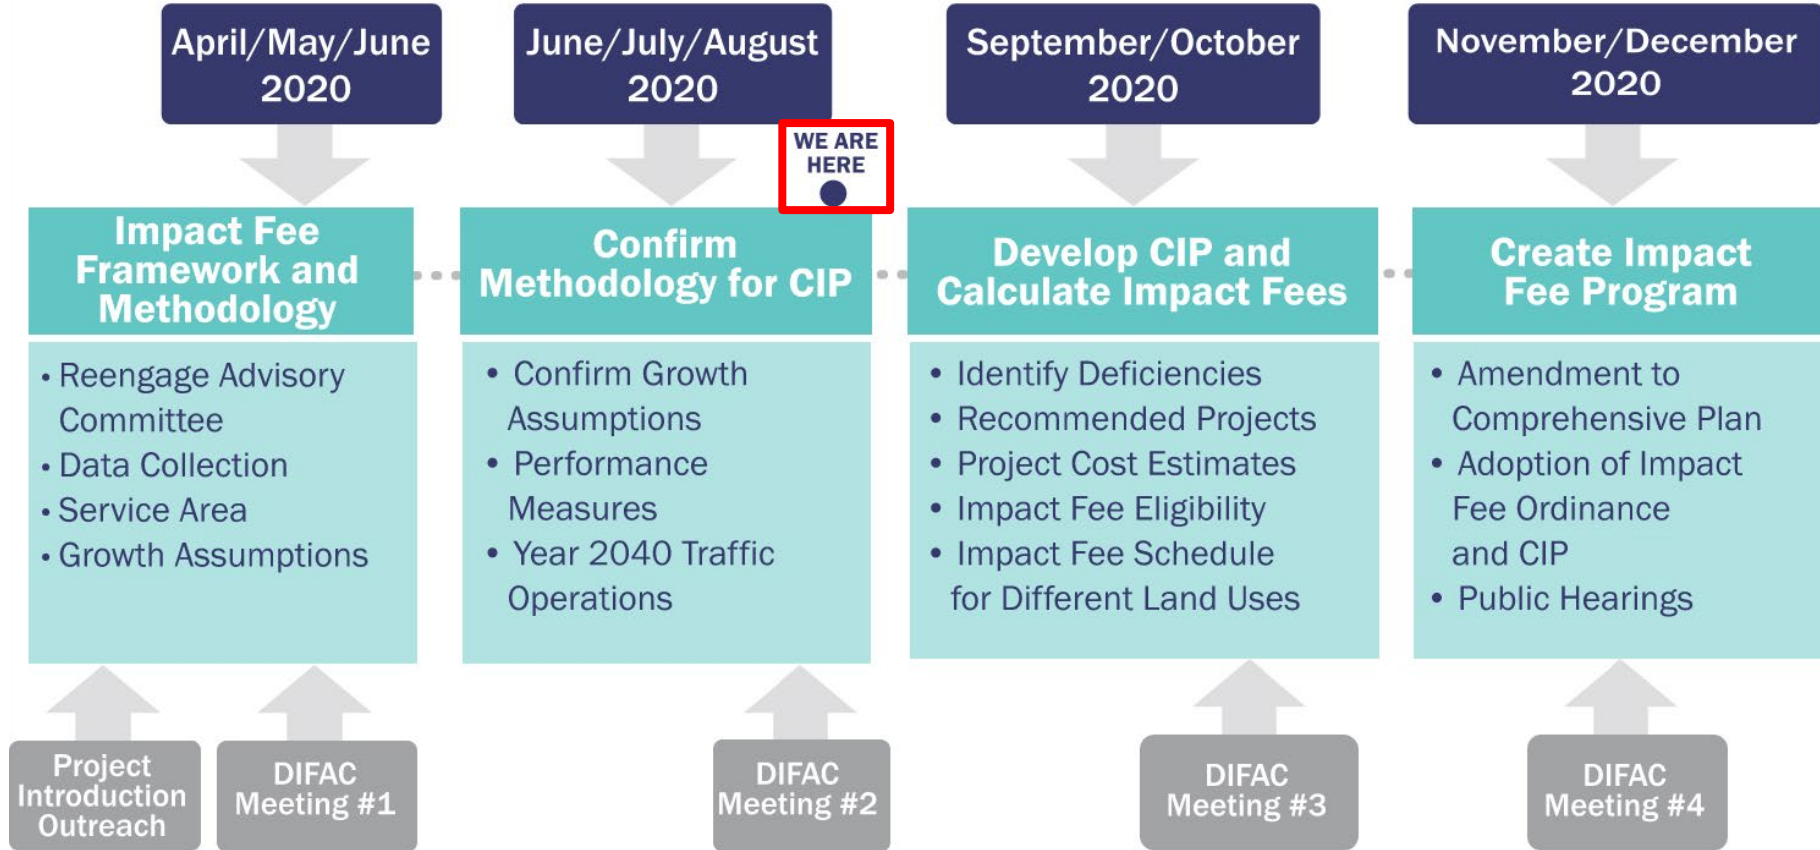 April/May/June
2020
June/July/August
2020
September/October
2020
November/December
2020
WE ARE
HERE
Impact Fee
Framework and
Methodology
Confirm
Methodology for CIP
Develop CIP and
Calculate Impact Fees
Create Impact
Fee Program
• Reengage Advisory
Committee
• Data Collection
• Service Area
• Growth Assumptions
• Confirm Growth
Assumptions
• Performance
Measures
• Year 2040 Traffic
Operations
• Identify Deficiencies
• Recommended Projects
• Project Cost Estimates
• Impact Fee Eligibility
• Impact Fee Schedule
for Different Land Uses
• Amendment to
Comprehensive Plan
• Adoption of Impact
Fee Ordinance
and CIP
• Public Hearings
Project
Introduction
Outreach
DIFAC
Meeting #1
DIFAC
Meeting #2
DIFAC
Meeting #3
DIFAC
Meeting #4